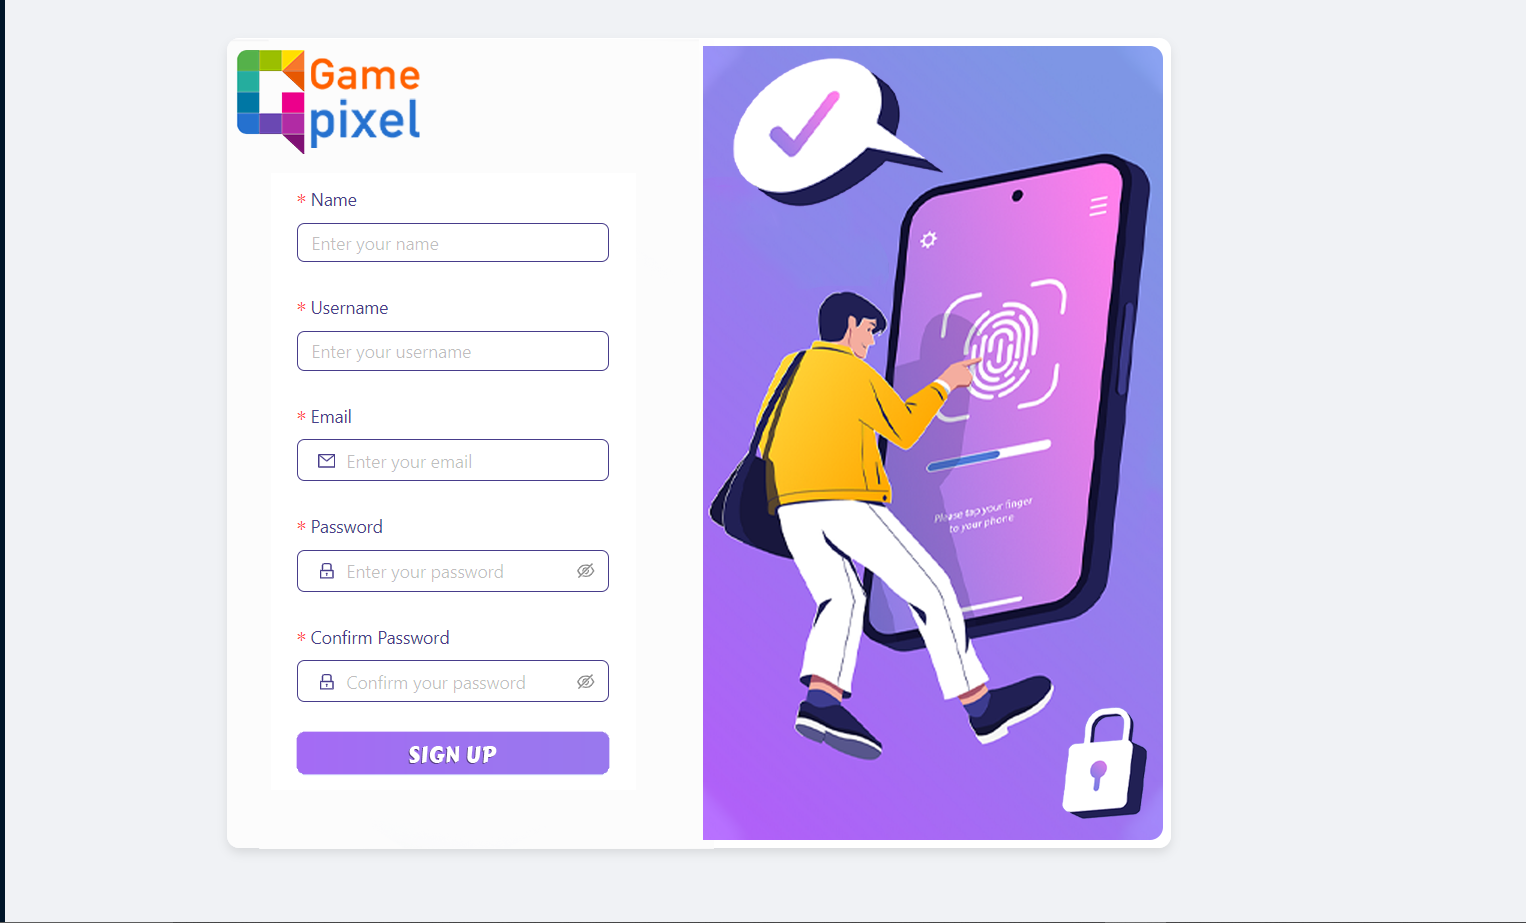 Game
pixel
* Name
Enter your name
* Username
Enter your username
* Email
Enter your email
* Password
Enter your password
* Confirm Password
Confirm your password
SIGN UP
Please tap your finger
to your phone